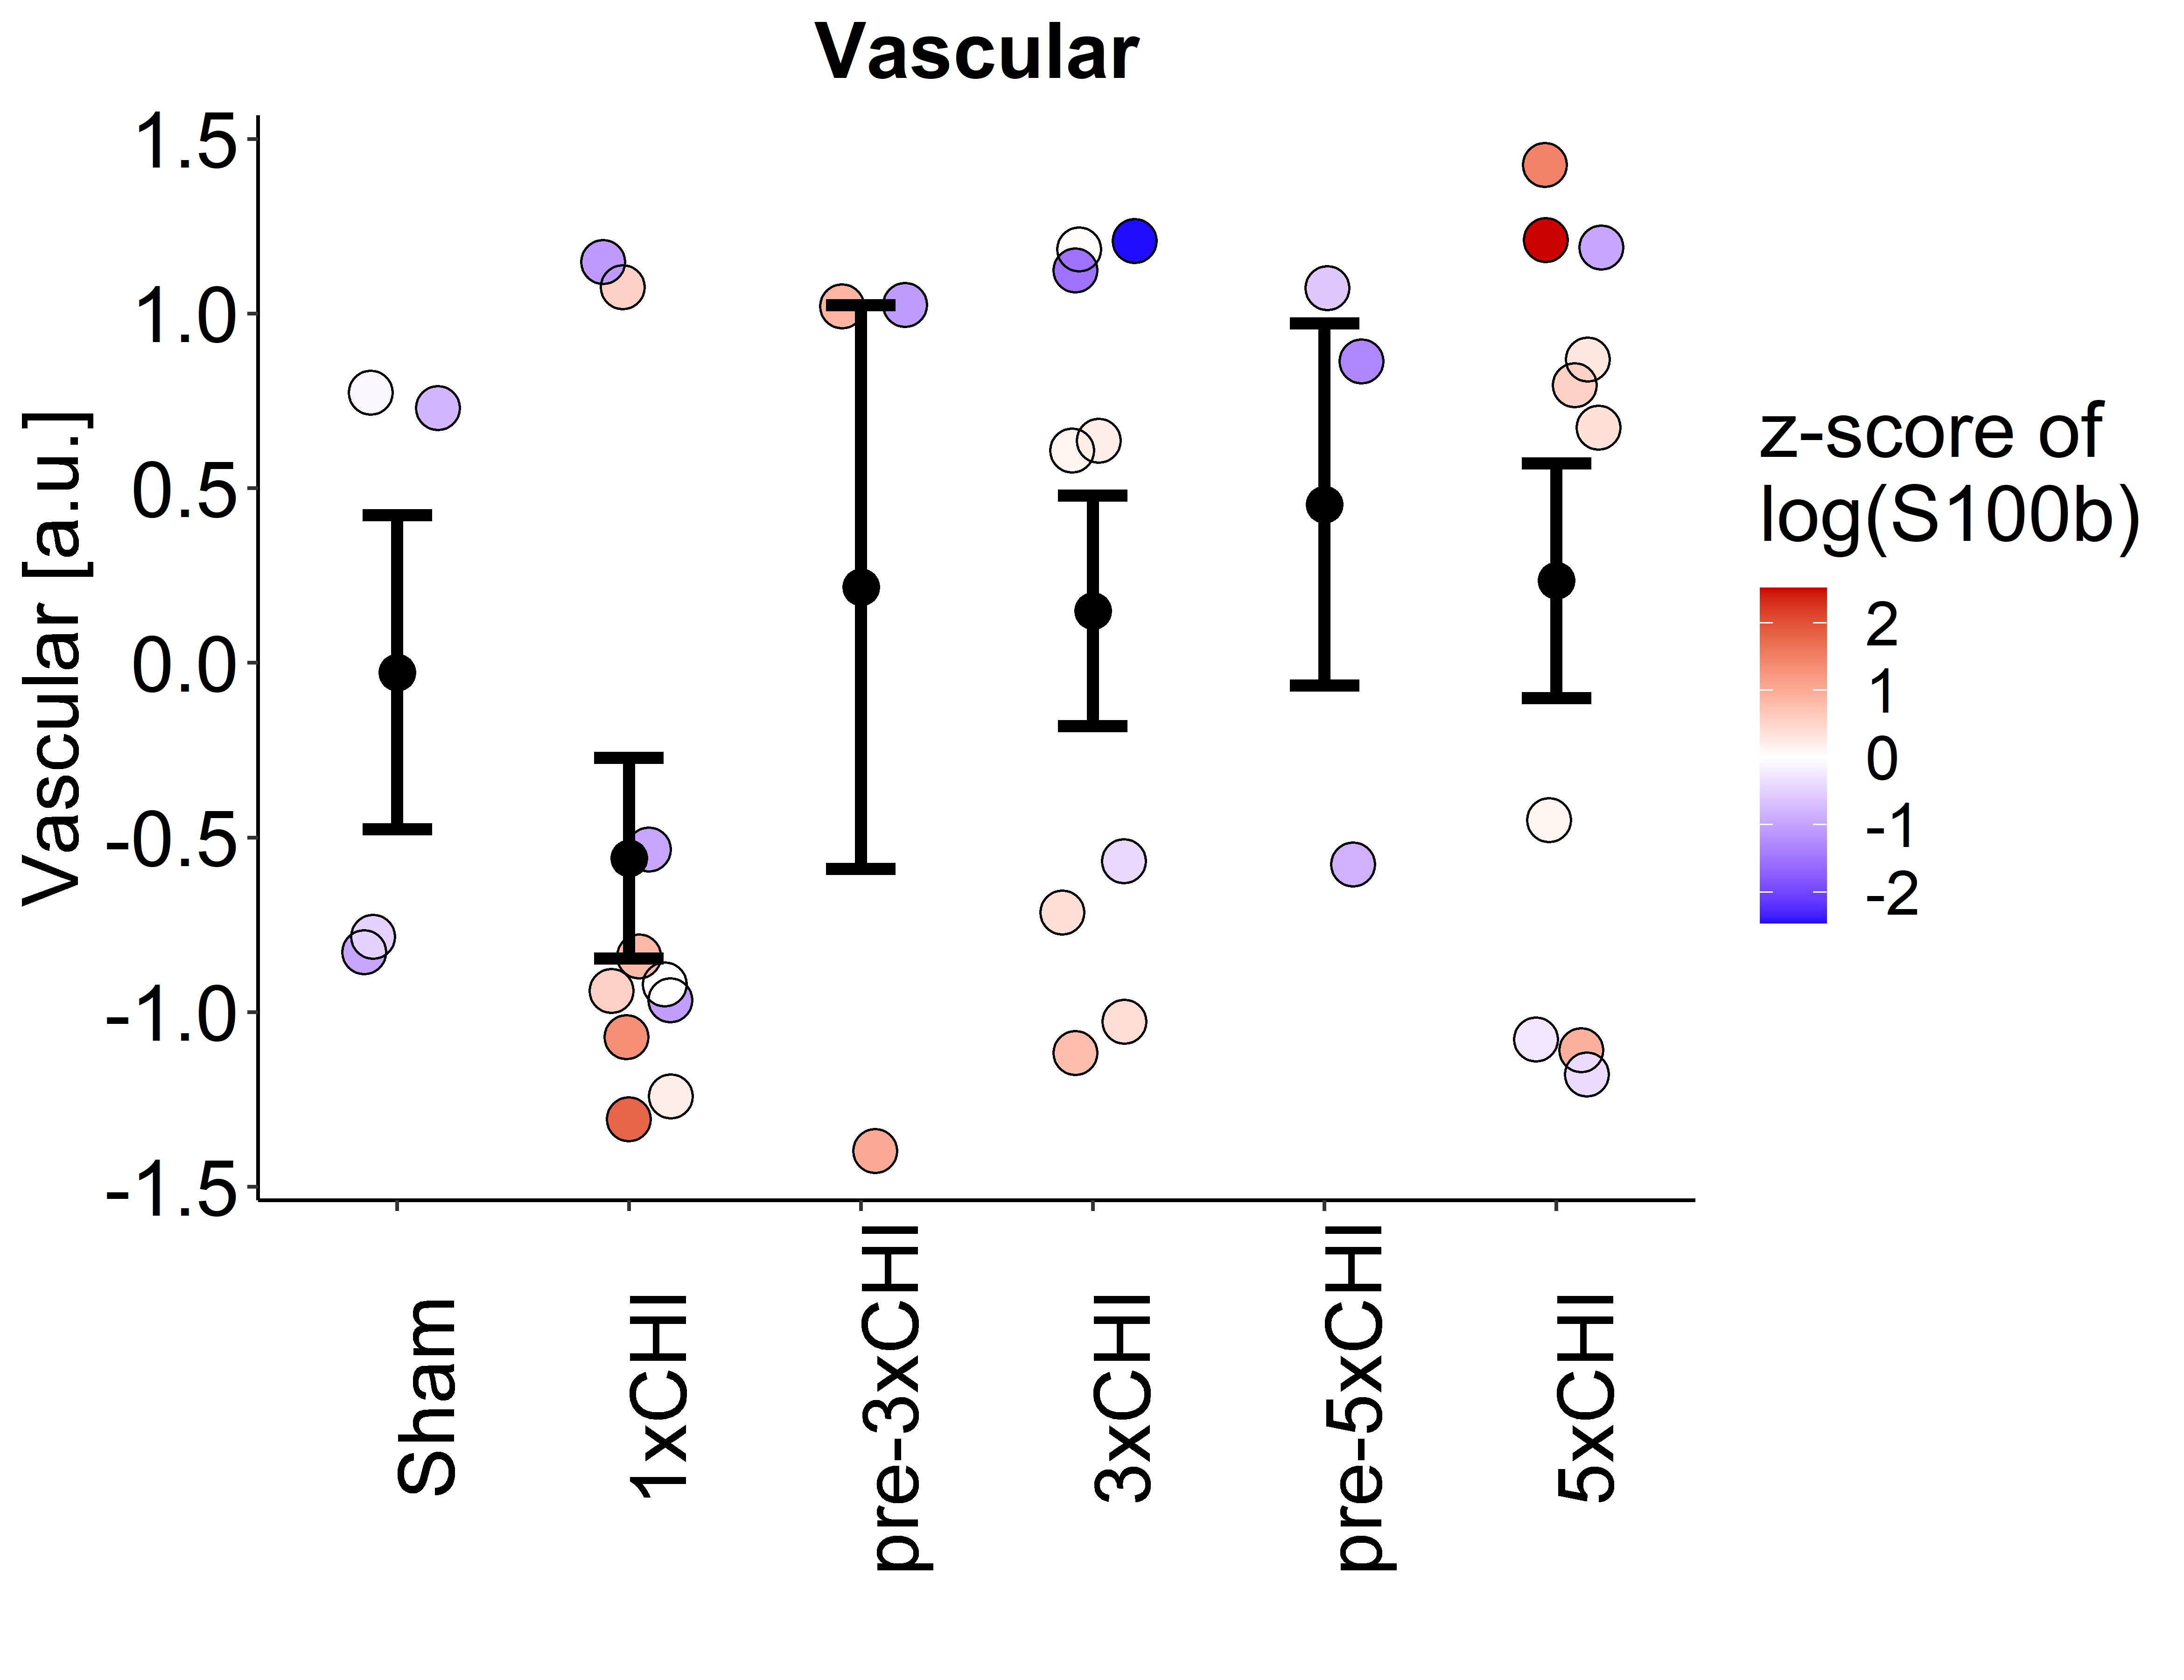 Vascular
Vascular [a.u.]
1.5
1.0
0.5
0.0
-0.5
-1.0
-1.5
Sham
1xCHI
pre-3xCHI
3xCHI
pre-5xCHI
5xCHI
z-score of
log(S100b)
2
1
0
-1
-2